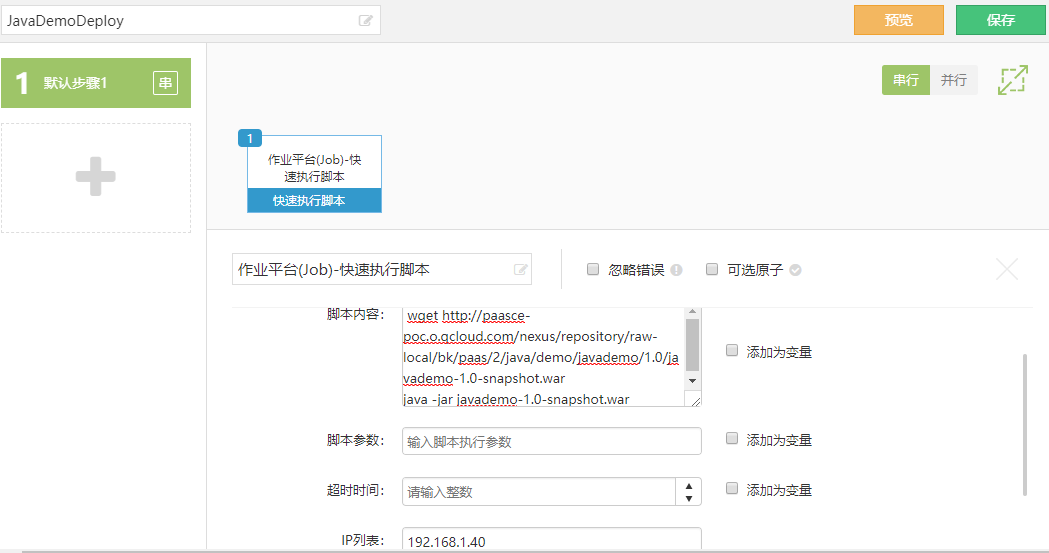 JavaDemoDeploy
预览
保存
1 默认步骤1 串
串行 并行
1
作业平台(Job)-快
速执行脚本
快速执行脚本
作业平台(Job)-快速执行脚本
忽略错误
可选原子
脚本内容：
wget http://paasce-
poc.o.qcloud.com/nexus/repository/raw-
local/bk/paas/2/java/demo/javademo/1.0/ja
vademo-1.0-snapshot.war
java -jar javademo-1.0-snapshot.war
添加为变量
脚本参数： 输入脚本执行参数 添加为变量
超时时间： 请输入整数 添加为变量
IP列表： 192.168.1.40